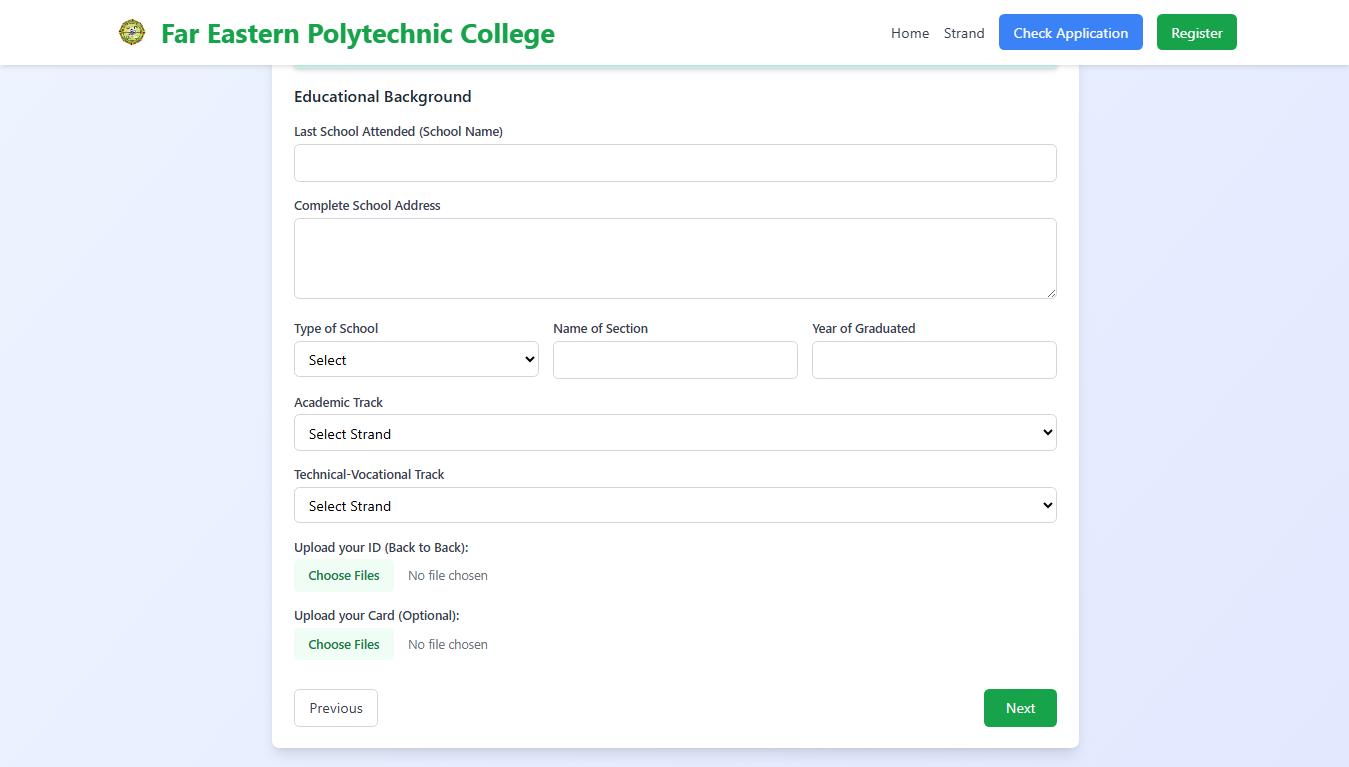 Far Eastern Polytechnic College
Home Strand Check Application Register
Educational Background
Last School Attended (School Name)
Complete School Address
Type of School Name of Section Year of Graduated
Select
Academic Track
Select Strand
Technical-Vocational Track
Select Strand
Upload your ID (Back to Back):
Choose Files No file chosen
Upload your Card (Optional):
Choose Files No file chosen
Previous Next